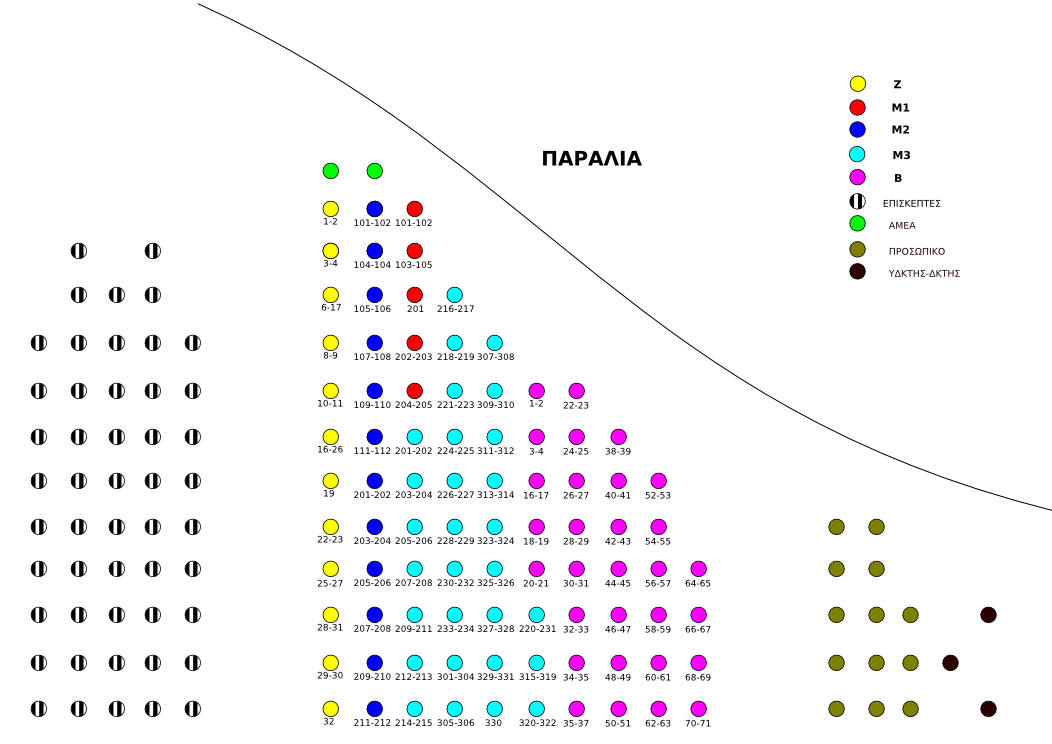 Ζ
Μ1
Μ2
ΠΑΡΑΛΙΑ
Μ3
Β
ΕΠΙΣΚΕΠΤΕΣ
ΑΜΕΑ
1-2 101-102 101-102
ΠΡΟΣΩΠΙΚΟ
3-4 104-104 103-105
ΥΔΚΤΗΣ-ΔΚΤΗΣ
6-17 105-106 201 216-217
8-9 107-108 202-203 218-219 307-308
10-11 109-110 204-205 221-223 309-310 1-2 22-23
16-26 111-112 201-202 224-225 311-312 3-4 24-25 38-39
19 201-202 203-204 226-227 313-314 16-17 26-27 40-41 52-53
22-23 203-204 205-206 228-229 323-324 18-19 28-29 42-43 54-55
25-27 205-206 207-208 230-232 325-326 20-21 30-31 44-45 56-57 64-65
28-31 207-208 209-211 233-234 327-328 220-231 32-33 46-47 58-59 66-67
29-30 209-210 212-213 301-304 329-331 315-319 34-35 48-49 60-61 68-69
32 211-212 214-215 305-306 330 320-322 35-37 50-51 62-63 70-71